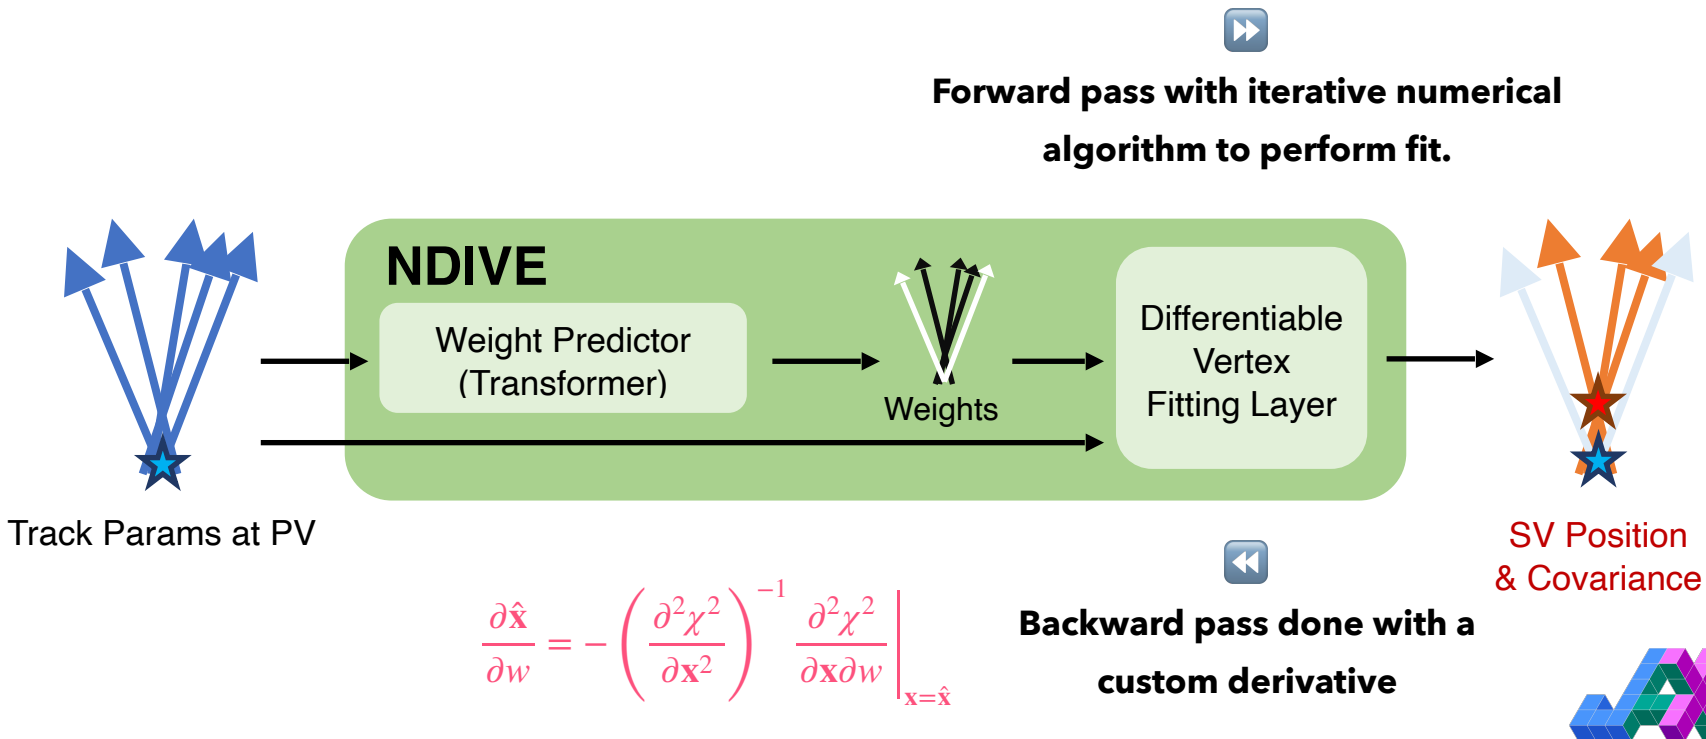 Forward pass with iterative numerical
algorithm to perform fit.
NDIVE
Weight Predictor
(Transformer)
Weights
Differentiable
Vertex
Fitting Layer
Track Params at PV
SV Position
& Covariance
∂x̂/∂w = −(∂²χ²/∂x²)⁻¹ ∂²χ²/∂x∂w |x=x̂
Backward pass done with a
custom derivative
JAX